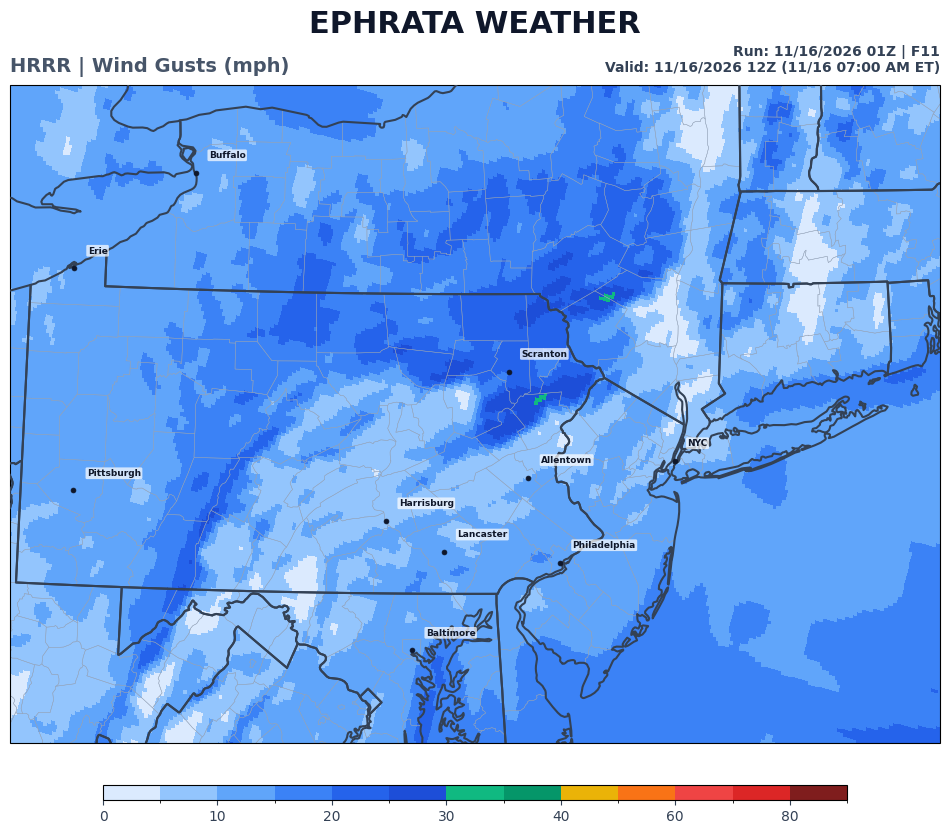 EPHRATA WEATHER
HRRR | Wind Gusts (mph)
Run: 11/16/2026 01Z | F11
Valid: 11/16/2026 12Z (11/16 07:00 AM ET)
Buffalo
Erie
Scranton
NYC
Allentown
Pittsburgh
Harrisburg
Lancaster
Philadelphia
Baltimore
0 10 20 30 40 50 60 70 80